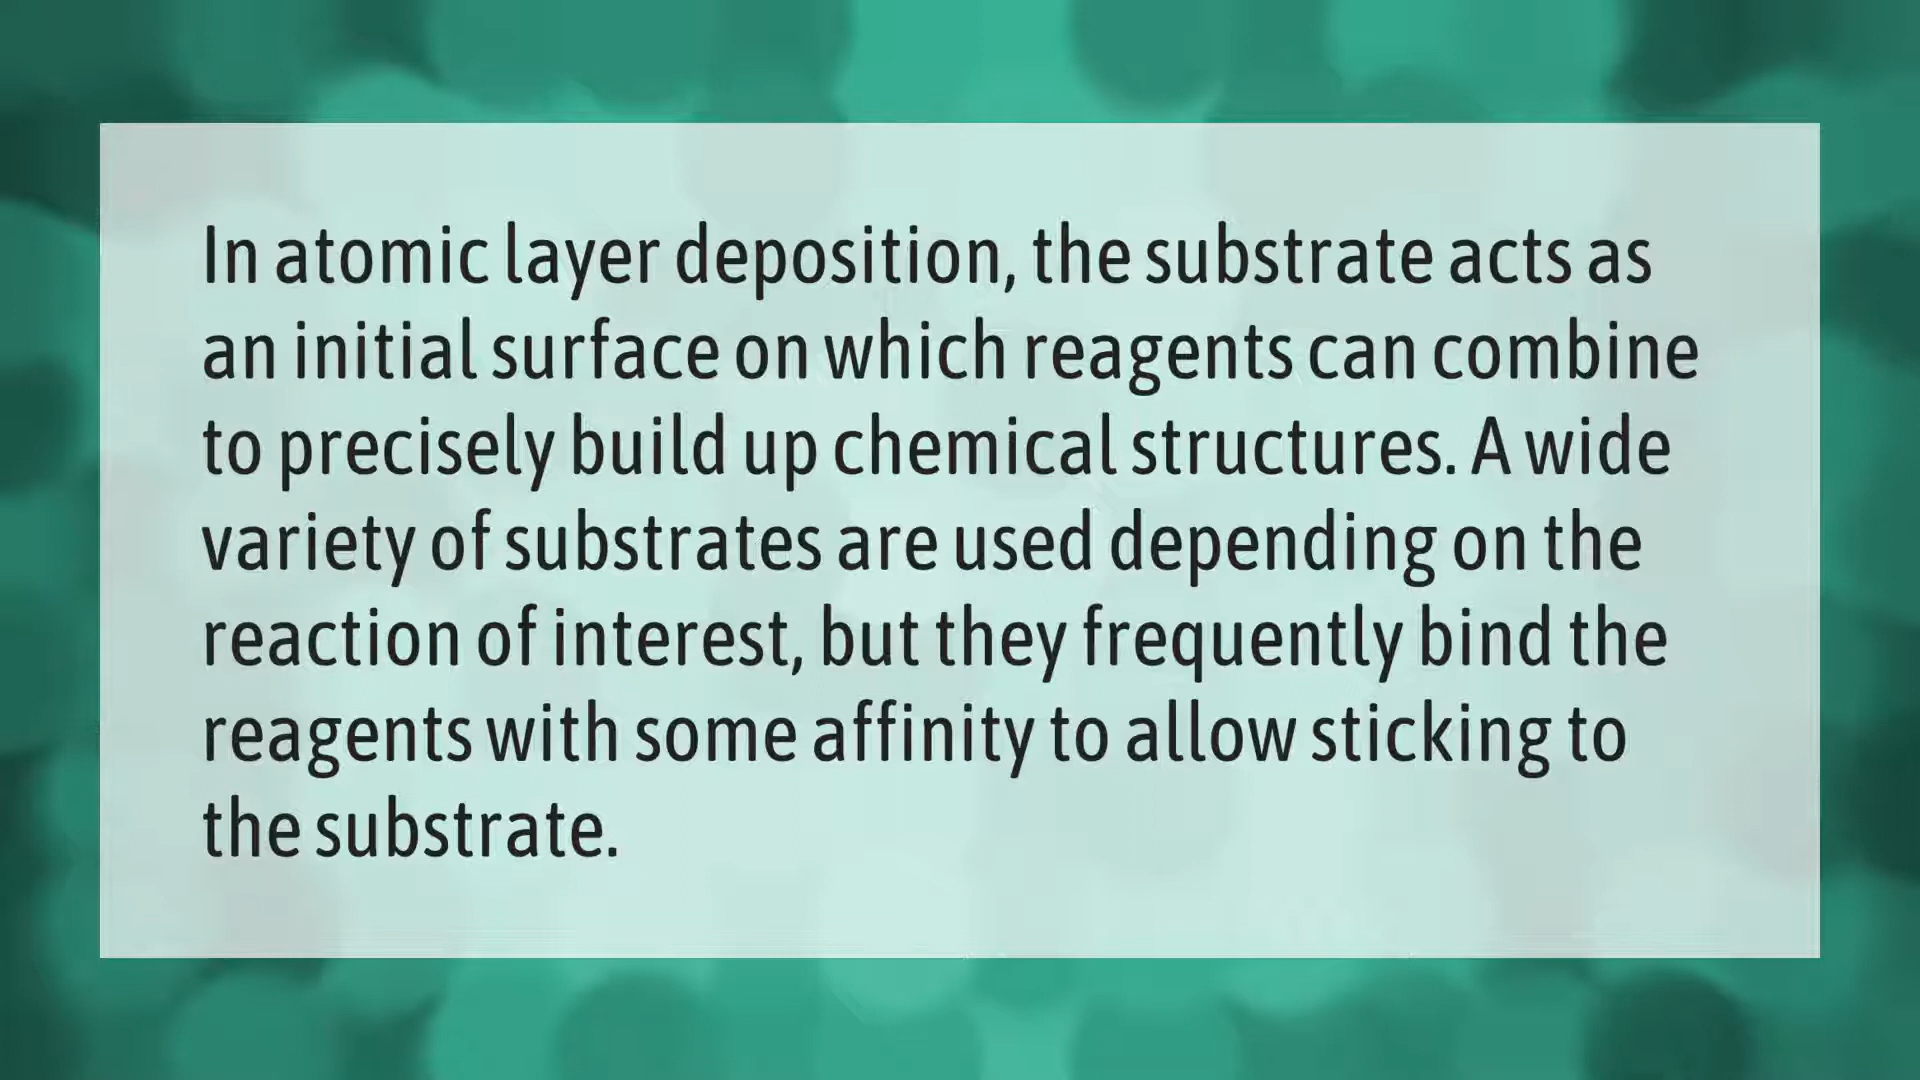 In atomic layer deposition, the substrate acts as
an initial surface on which reagents can combine
to precisely build up chemical structures. A wide
variety of substrates are used depending on the
reaction of interest, but they frequently bind the
reagents with some affinity to allow sticking to
the substrate.